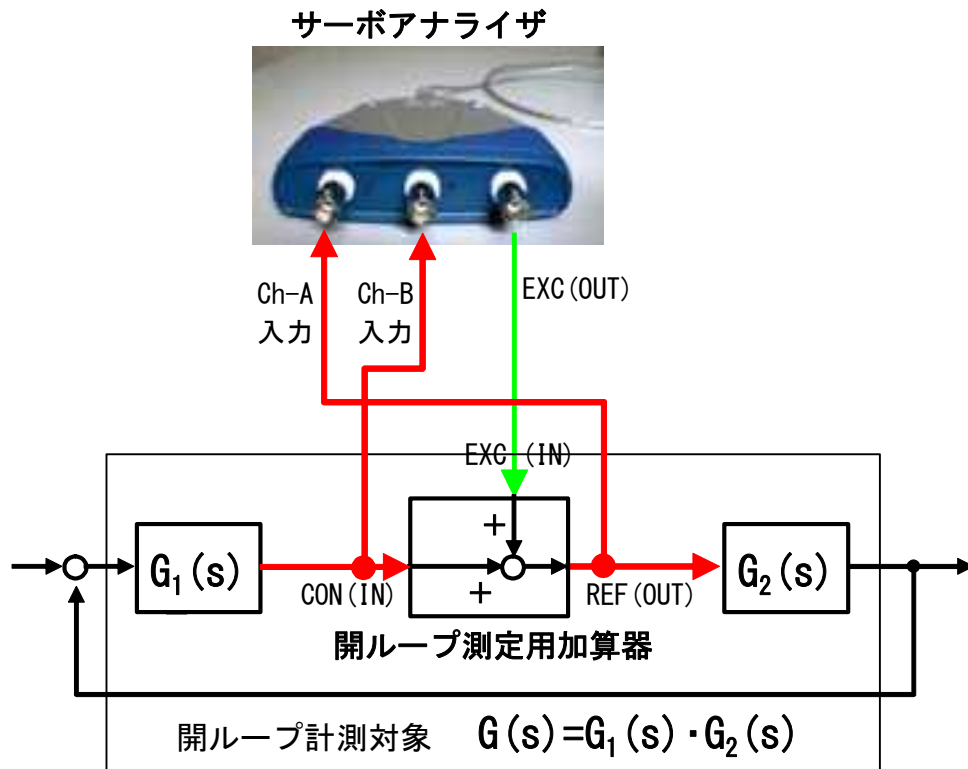 サーボアナライザ
Ch-A
入力
Ch-B
入力
EXC(OUT)
EXC (IN)
G₁(s)
CON(IN)
+
+
REF(OUT)
G₂(s)
開ループ測定用加算器
開ループ計測対象 G(s)=G₁(s)・G₂(s)